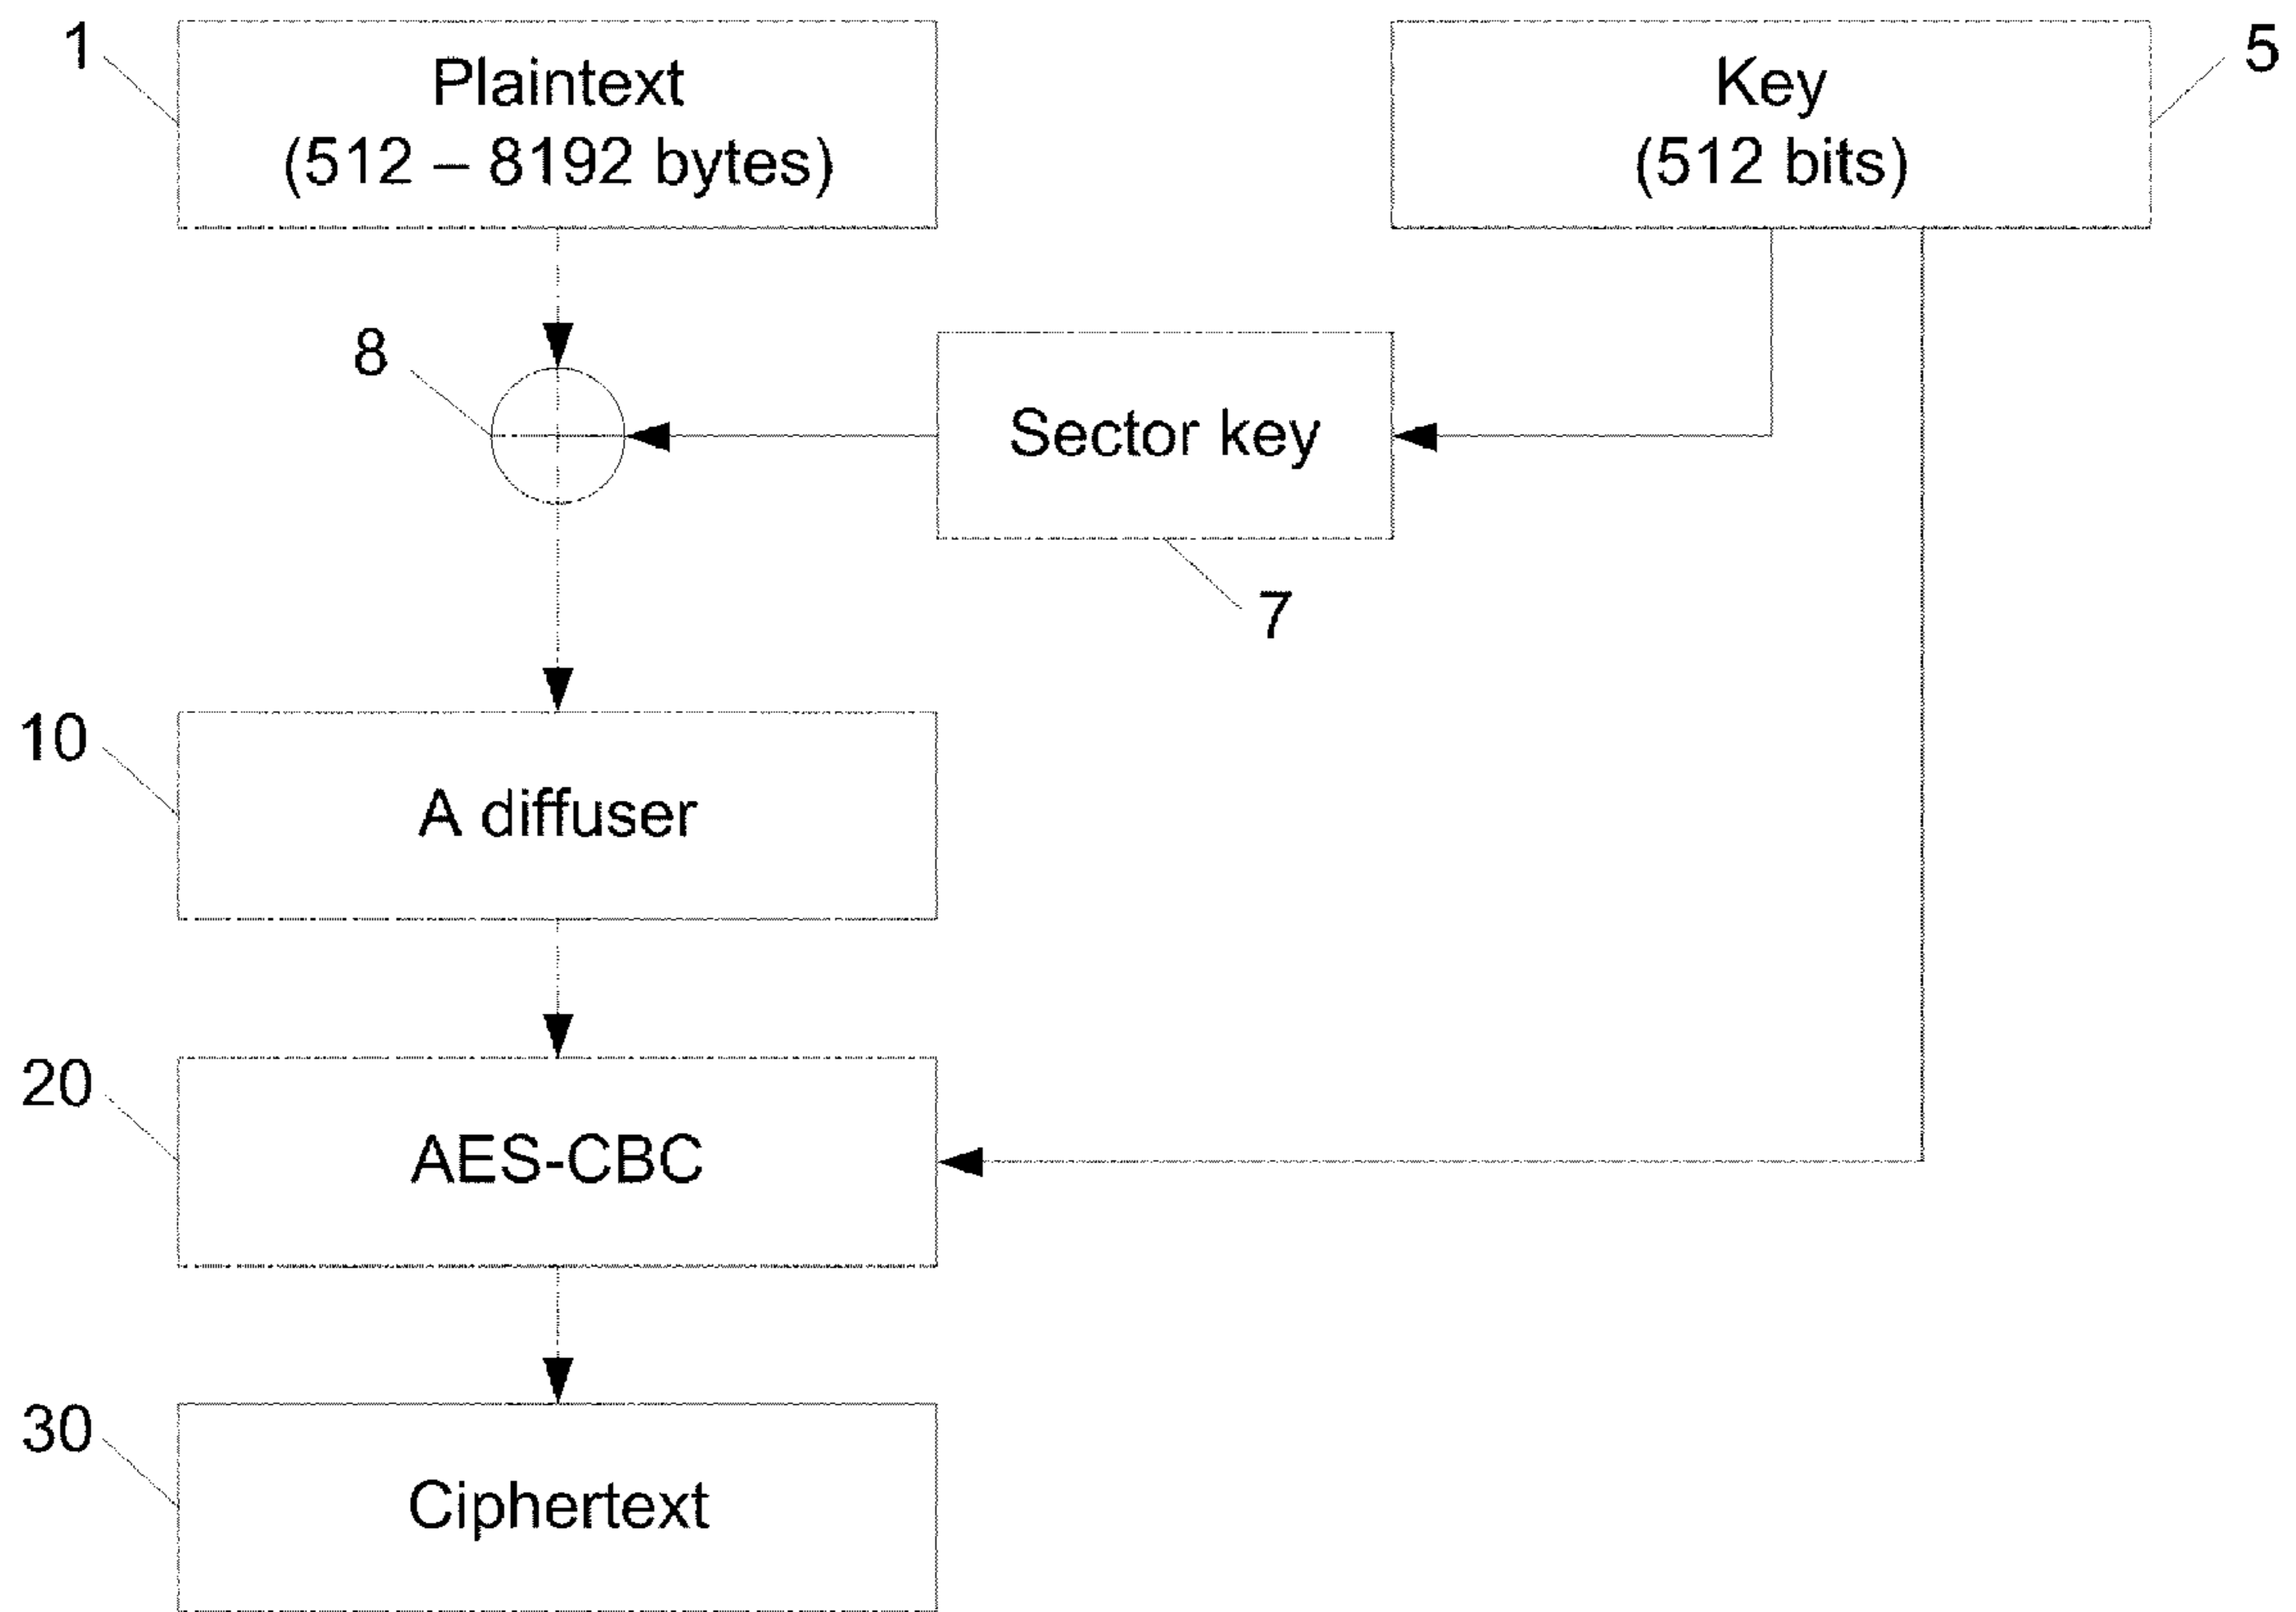 1
Plaintext
(512 – 8192 bytes)
Key
(512 bits)
5
8
Sector key
7
10
A diffuser
20
AES-CBC
30
Ciphertext